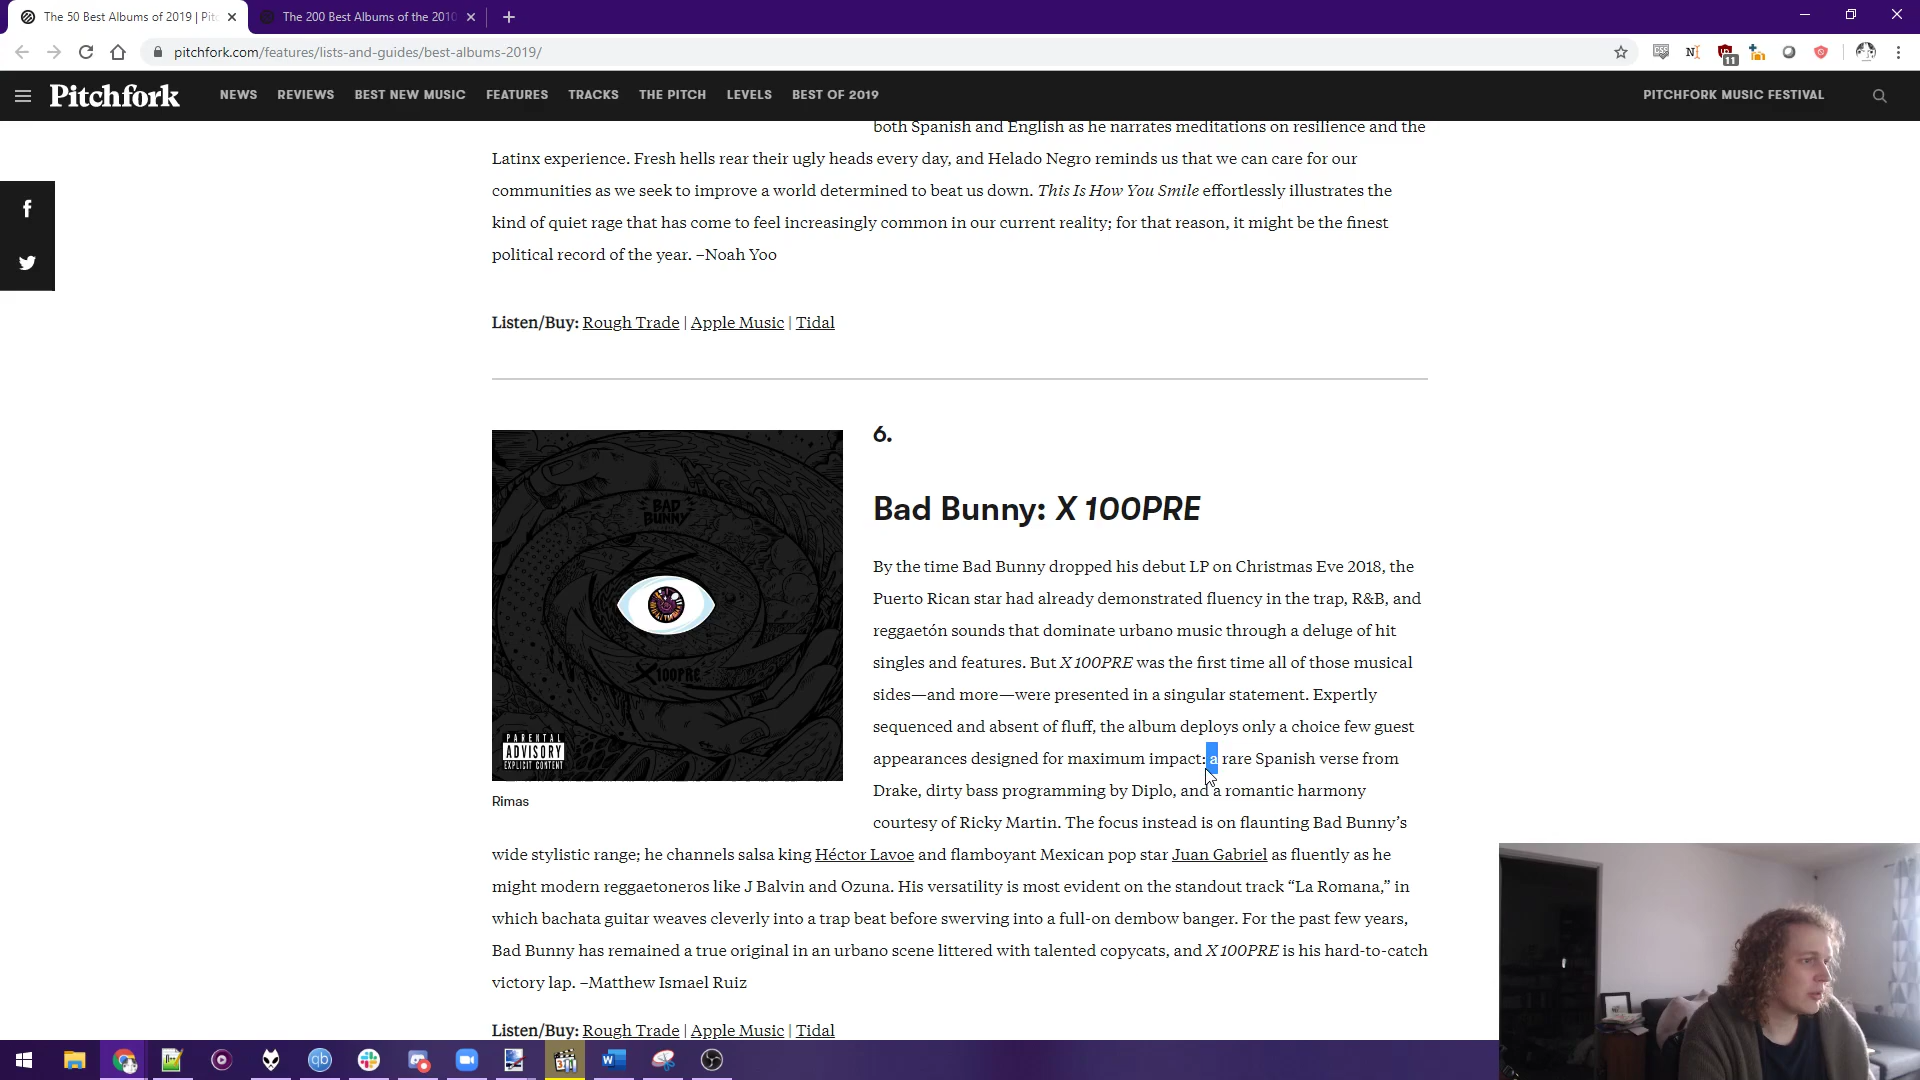 The 50 Best Albums of 2019 | Pit
The 200 Best Albums of the 2010
pitchfork.com/features/lists-and-guides/best-albums-2019/
11
Pitchfork
NEWS
REVIEWS
BEST NEW MUSIC
FEATURES
TRACKS
THE PITCH
LEVELS
BEST OF 2019
PITCHFORK MUSIC FESTIVAL
both Spanish and English as he narrates meditations on resilience and the
Latinx experience. Fresh hells rear their ugly heads every day, and Helado Negro reminds us that we can care for our
communities as we seek to improve a world determined to beat us down. This Is How You Smile effortlessly illustrates the
kind of quiet rage that has come to feel increasingly common in our current reality; for that reason, it might be the finest
political record of the year. –Noah Yoo
Listen/Buy: Rough Trade | Apple Music | Tidal
BAD
BUNNY
X100PRE
PARENTAL
ADVISORY
EXPLICIT CONTENT
Rimas
6.
Bad Bunny: X 100PRE
By the time Bad Bunny dropped his debut LP on Christmas Eve 2018, the
Puerto Rican star had already demonstrated fluency in the trap, R&B, and
reggaetón sounds that dominate urbano music through a deluge of hit
singles and features. But X 100PRE was the first time all of those musical
sides—and more—were presented in a singular statement. Expertly
sequenced and absent of fluff, the album deploys only a choice few guest
appearances designed for maximum impact: a rare Spanish verse from
Drake, dirty bass programming by Diplo, and a romantic harmony
courtesy of Ricky Martin. The focus instead is on flaunting Bad Bunny’s
wide stylistic range; he channels salsa king Héctor Lavoe and flamboyant Mexican pop star Juan Gabriel as fluently as he
might modern reggaetoneros like J Balvin and Ozuna. His versatility is most evident on the standout track “La Romana,” in
which bachata guitar weaves cleverly into a trap beat before swerving into a full-on dembow banger. For the past few years,
Bad Bunny has remained a true original in an urbano scene littered with talented copycats, and X 100PRE is his hard-to-catch
victory lap. –Matthew Ismael Ruiz
Listen/Buy: Rough Trade | Apple Music | Tidal